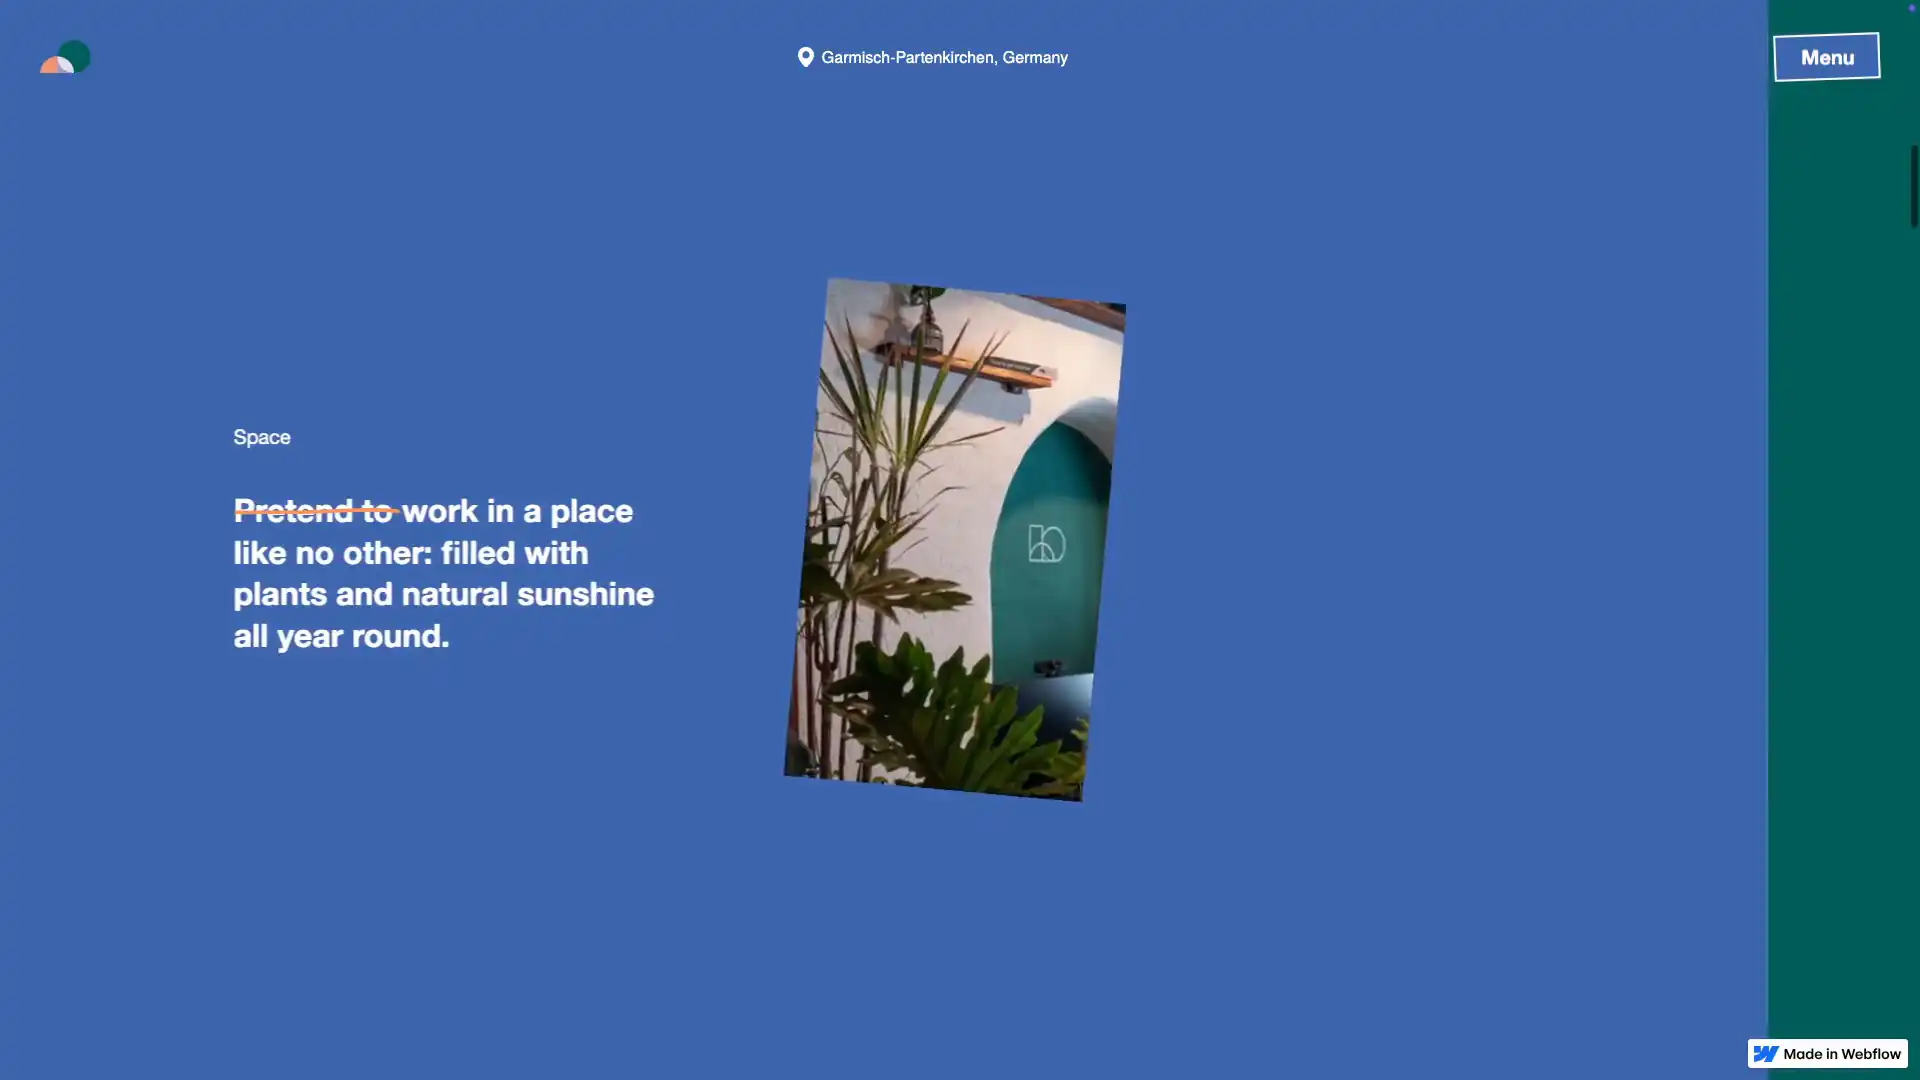 Garmisch-Partenkirchen, Germany
Menu
Space
Pretend to work in a place
like no other: filled with
plants and natural sunshine
all year round.
Made in Webflow